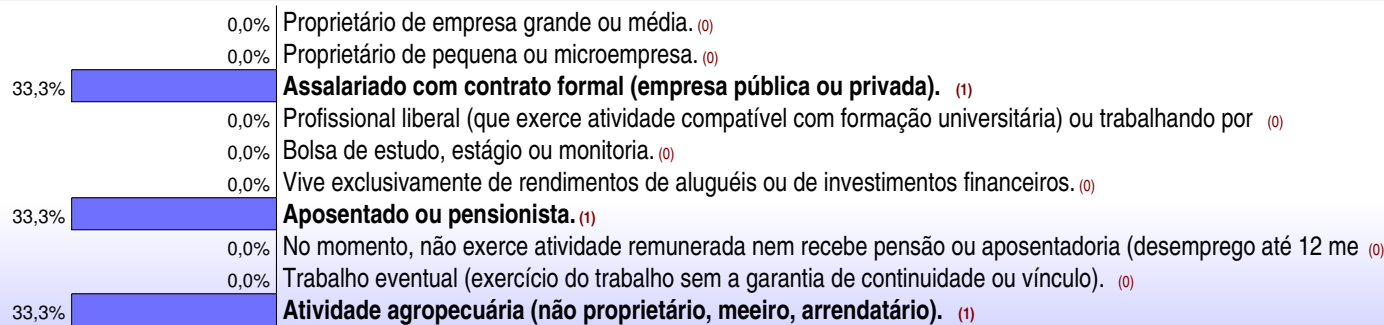 0,0% Proprietário de empresa grande ou média. (0)
0,0% Proprietário de pequena ou microempresa. (0)
33,3% Assalariado com contrato formal (empresa pública ou privada). (1)
0,0% Profissional liberal (que exerce atividade compatível com formação universitária) ou trabalhando por (0)
0,0% Bolsa de estudo, estágio ou monitoria. (0)
0,0% Vive exclusivamente de rendimentos de aluguéis ou de investimentos financeiros. (0)
33,3% Aposentado ou pensionista. (1)
0,0% No momento, não exerce atividade remunerada nem recebe pensão ou aposentadoria (desemprego até 12 me (0)
0,0% Trabalho eventual (exercício do trabalho sem a garantia de continuidade ou vínculo). (0)
33,3% Atividade agropecuária (não proprietário, meeiro, arrendatário). (1)